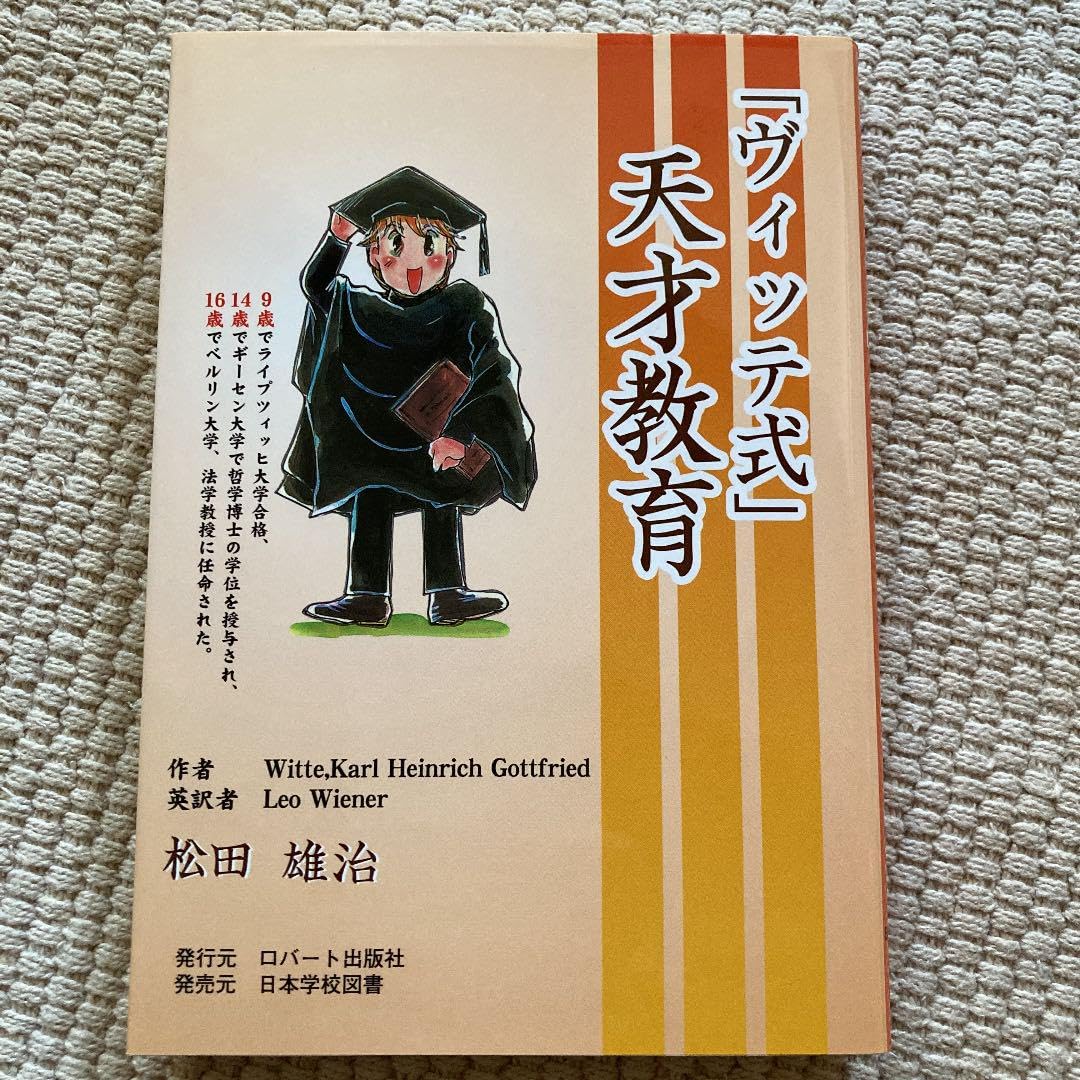 『ヴィッテ式』
天才教育
9歳でライプツィッヒ大学合格、
14歳でギーセン大学で哲学博士の学位を授与され、
16歳でベルリン大学、法学教授に任命された。
作者 Witte,Karl Heinrich Gottfried
英訳者 Leo Wiener
松田 雄治
発行元 ロバート出版社
発売元 日本学校図書